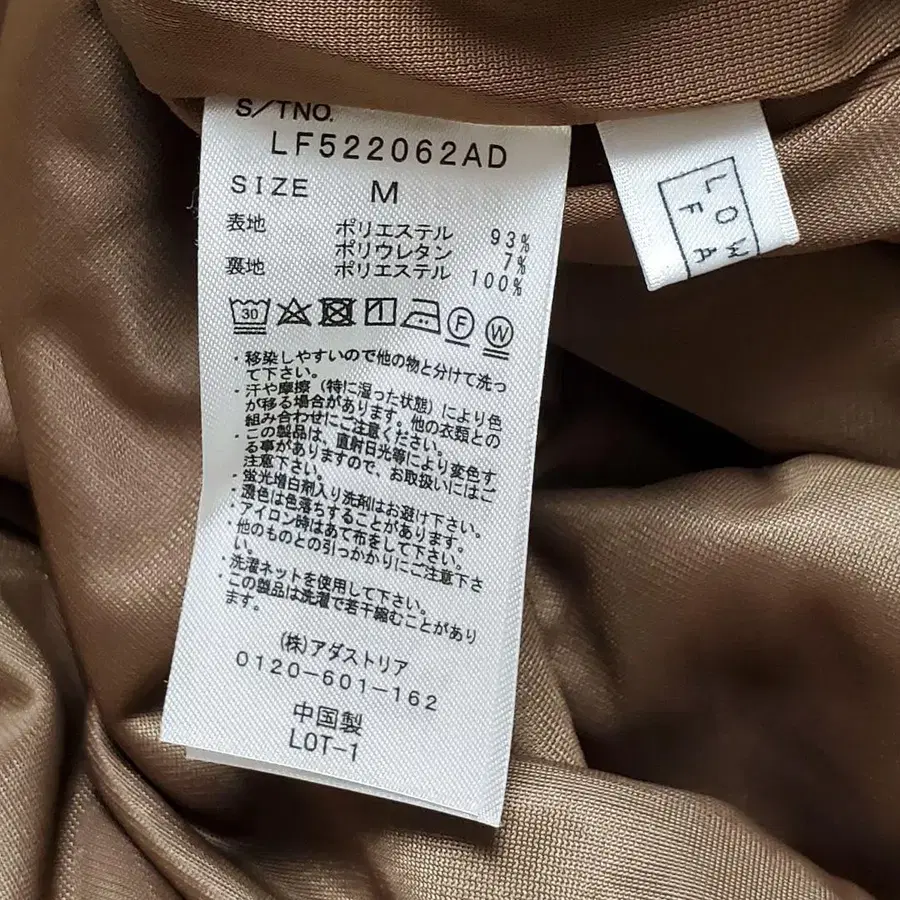 S/TNO.
LF522062AD
SIZE M
表地 ポリエステル 93%
ポリウレタン 7%
裏地 ポリエステル 100%
30 F W
・移染しやすいので他の物と分けて洗っ
て下さい。
・汗や摩擦（特に湿った状態）により色
が移る場合があります。他の衣類との
組み合わせにご注意ください。
・この製品は、直射日光等により変色す
る事がありますので、お取扱いにはご
注意下さい。
・蛍光増白剤入り洗剤はお避け下さい。
・濃色は色落ちすることがあります。
・アイロン時はあて布をして下さい。
・他のものとの引っかかりにご注意下さ
い。
・洗濯ネットを使用して下さい。
・この製品は洗濯で若干縮むことがあり
ます。
(株)アダストリア
0120-601-162
中国製
LOT-1
LOW
F A